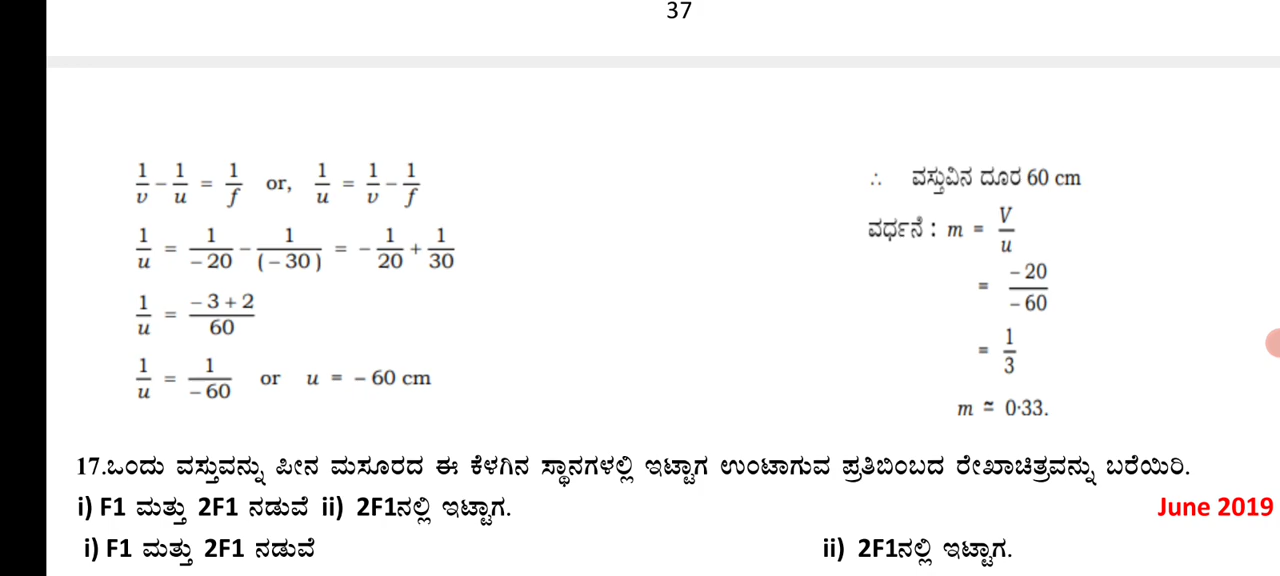 37
1/v − 1/u = 1/f or, 1/u = 1/v − 1/f
1/u = 1/−20 − 1/(−30) = −1/20 + 1/30
1/u = −3+2/60
1/u = 1/−60 or u = −60 cm
∴ ವಸ್ತುವಿನ ದೂರ 60 cm
ವರ್ಧನೆ : m = V/u
= −20/−60
= 1/3
m ≃ 0·33.
17.ಒಂದು ವಸ್ತುವನ್ನು ಪೀನ ಮಸೂರದ ಈ ಕೆಳಗಿನ ಸ್ಥಾನಗಳಲ್ಲಿ ಇಟ್ಟಾಗ ಉಂಟಾಗುವ ಪ್ರತಿಬಿಂಬದ ರೇಖಾಚಿತ್ರವನ್ನು ಬರೆಯಿರಿ.
i) F1 ಮತ್ತು 2F1 ನಡುವೆ ii) 2F1ನಲ್ಲಿ ಇಟ್ಟಾಗ. June 2019
i) F1 ಮತ್ತು 2F1 ನಡುವೆ ii) 2F1ನಲ್ಲಿ ಇಟ್ಟಾಗ.